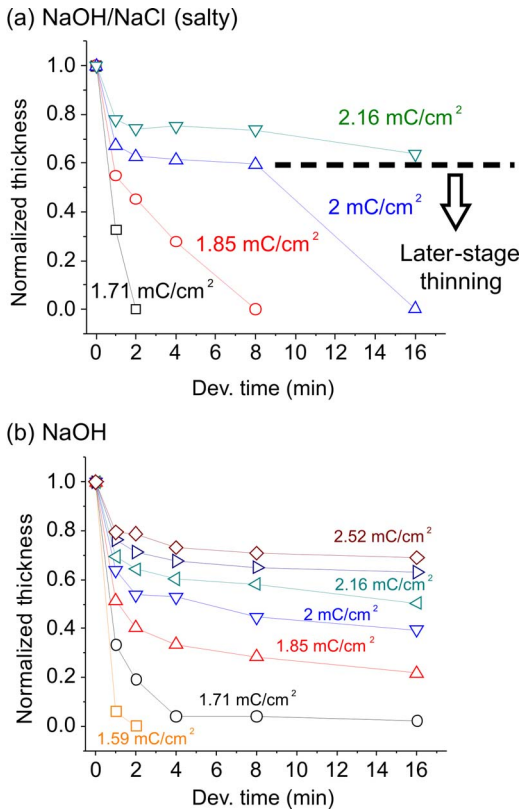 (a) NaOH/NaCl (salty)
Normalized thickness
1.0
0.8
0.6
0.4
0.2
0.0
2.16 mC/cm²
2 mC/cm²
1.85 mC/cm²
1.71 mC/cm²
Later-stage
thinning
0 2 4 6 8 10 12 14 16
Dev. time (min)
(b) NaOH
Normalized thickness
1.0
0.8
0.6
0.4
0.2
0.0
2.52 mC/cm²
2.16 mC/cm²
2 mC/cm²
1.85 mC/cm²
1.71 mC/cm²
1.59 mC/cm²
0 2 4 6 8 10 12 14 16
Dev. time (min)